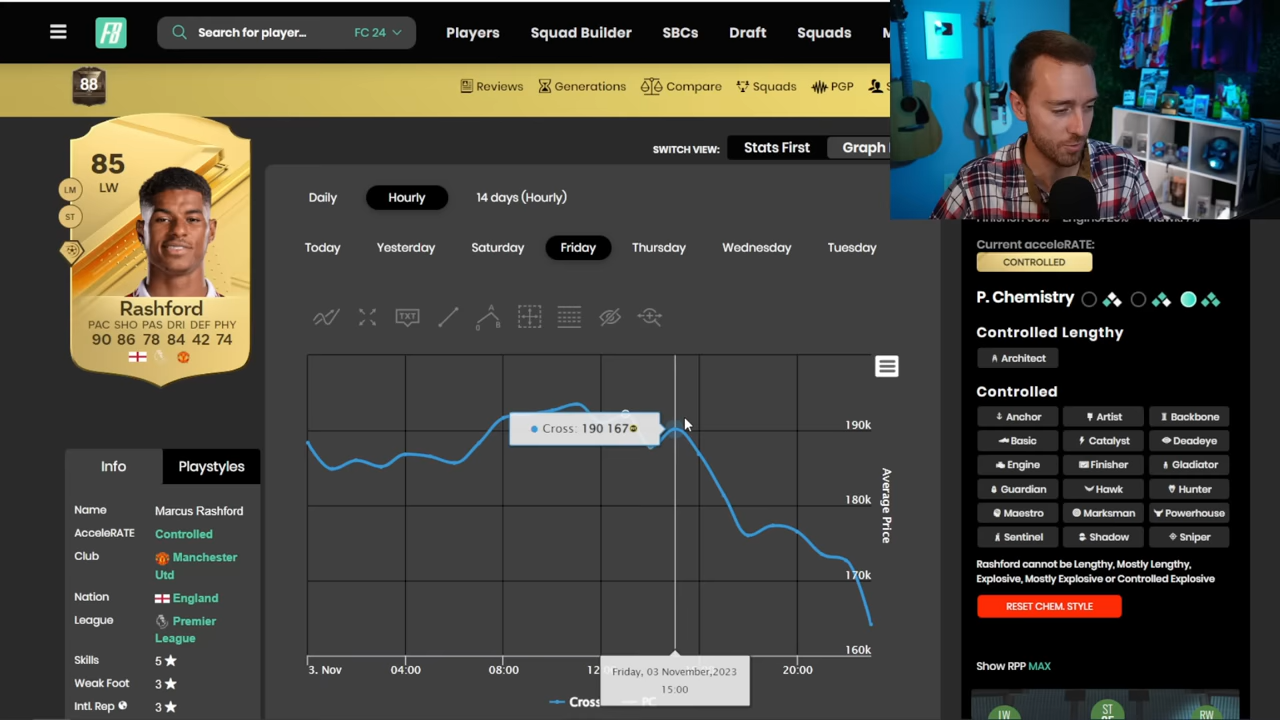 FB
Search for player...
FC 24
Players
Squad Builder
SBCs
Draft
Squads
88
Reviews
Generations
Compare
Squads
PGP
85
LW
LM
ST
Rashford
PAC SHO PAS DRI DEF PHY
90 86 78 84 42 74
SWITCH VIEW:
Stats First
Graph
Daily
Hourly
14 days (Hourly)
Today
Yesterday
Saturday
Friday
Thursday
Wednesday
Tuesday
TXT
Cross: 190 167
190k
180k
170k
160k
Average Price
3. Nov
04:00
08:00
20:00
Friday, 03 November,2023
15:00
Cross
PC
Info
Playstyles
Name
Marcus Rashford
AcceleRATE
Controlled
Club
Manchester
Utd
Nation
England
League
Premier
League
Skills
5
Weak Foot
3
Intl. Rep
3
Current acceleRATE:
CONTROLLED
P. Chemistry
Controlled Lengthy
Architect
Controlled
Anchor
Artist
Backbone
Basic
Catalyst
Deadeye
Engine
Finisher
Gladiator
Guardian
Hawk
Hunter
Maestro
Marksman
Powerhouse
Sentinel
Shadow
Sniper
Rashford cannot be Lengthy, Mostly Lengthy,
Explosive, Mostly Explosive or Controlled Explosive
RESET CHEM. STYLE
Show RPP MAX
LW
ST
RW